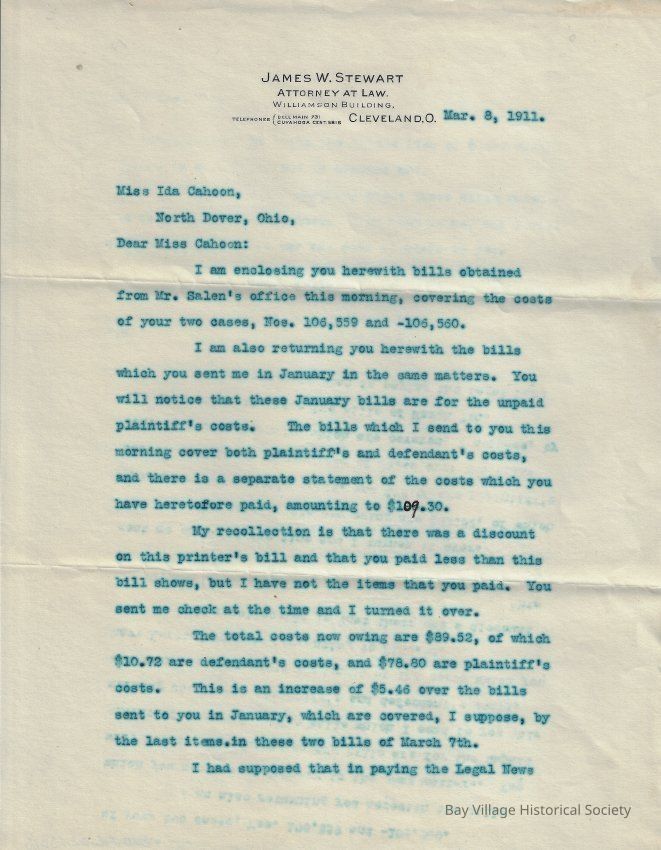 JAMES W. STEWART
ATTORNEY AT LAW.
WILLIAMSON BUILDING,
TELEPHONES { BELL MAIN 731
CUYAHOGA CENT. 5818
CLEVELAND,O. Mar. 8, 1911.
Miss Ida Cahoon,
North Dover, Ohio,
Dear Miss Cahoon:
I am enclosing you herewith bills obtained
from Mr. Salen's office this morning, covering the costs
of your two cases, Nos. 106,559 and -106,560.
I am also returning you herewith the bills
which you sent me in January in the same matters. You
will notice that these January bills are for the unpaid
plaintiff's costs. The bills which I send to you this
morning cover both plaintiff's and defendant's costs,
and there is a separate statement of the costs which you
have heretofore paid, amounting to $109.30.
My recollection is that there was a discount
on this printer's bill and that you paid less than this
bill shows, but I have not the items that you paid. You
sent me check at the time and I turned it over.
The total costs now owing are $89.52, of which
$10.72 are defendant's costs, and $78.80 are plaintiff's
costs. This is an increase of $5.46 over the bills
sent to you in January, which are covered, I suppose, by
the last items.in these two bills of March 7th.
I had supposed that in paying the Legal News
Bay Village Historical Society